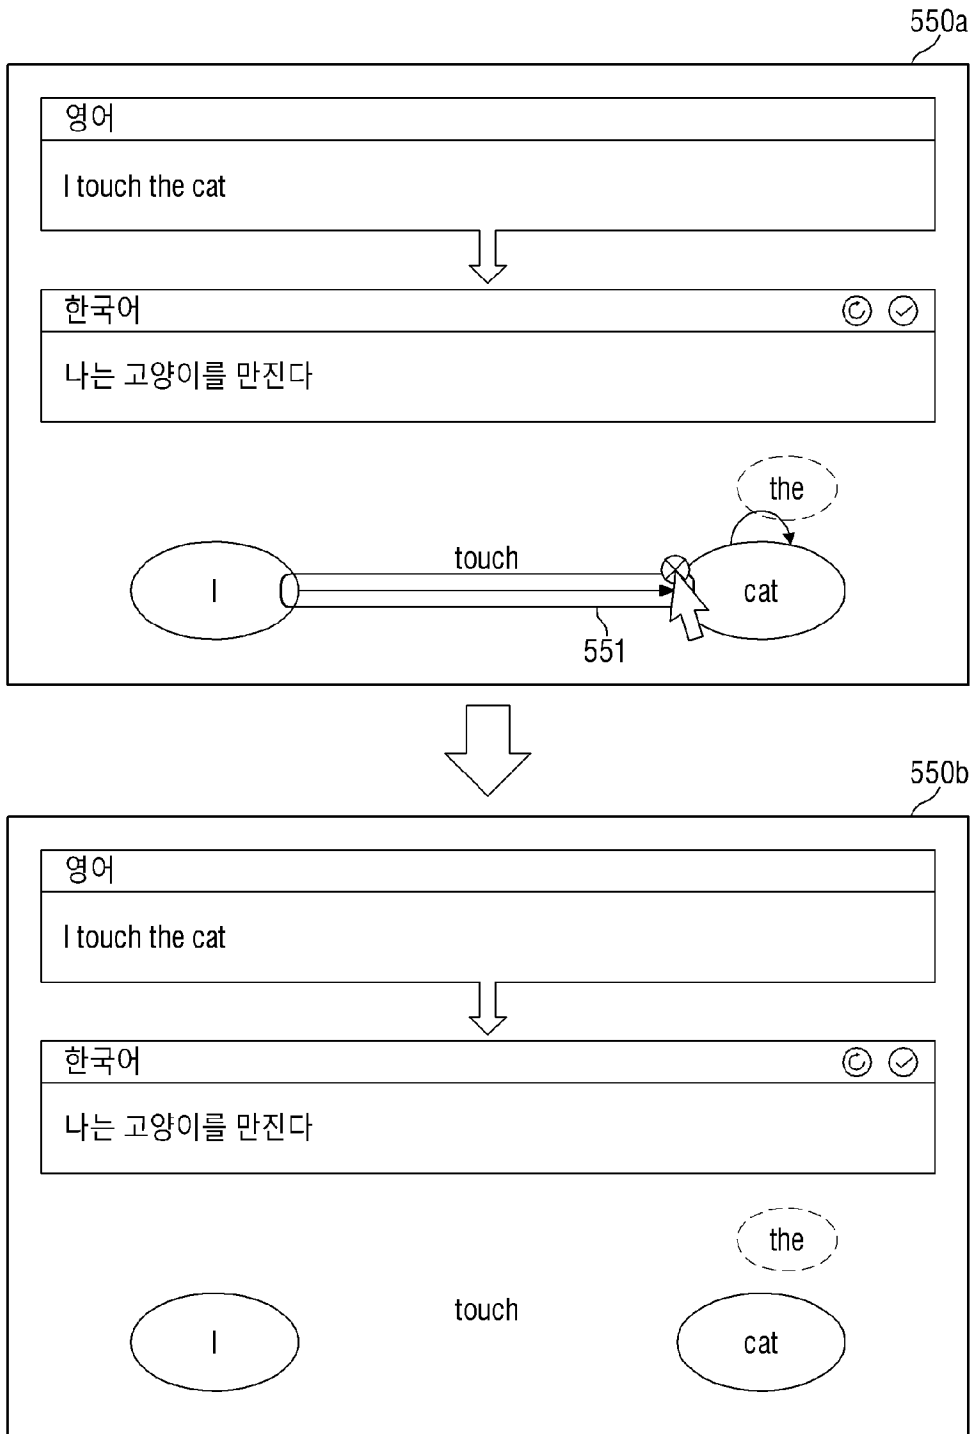 550a
영어
I touch the cat
한국어
나는 고양이를 만진다
the
touch
I
cat
551
550b
영어
I touch the cat
한국어
나는 고양이를 만진다
the
touch
I
cat